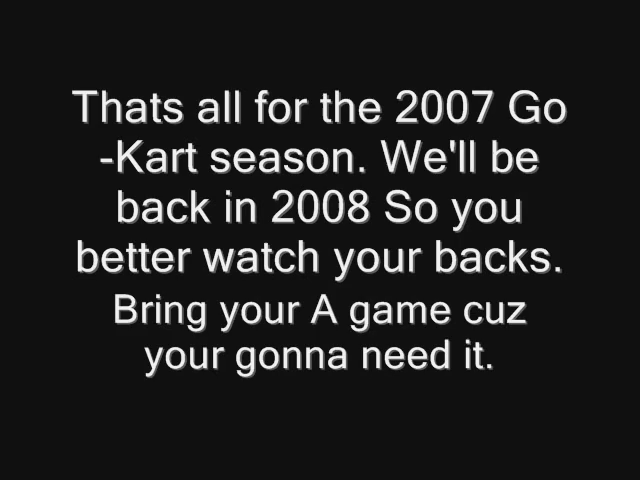 Thats all for the 2007 Go
-Kart season. We'll be
back in 2008 So you
better watch your backs.
Bring your A game cuz
your gonna need it.